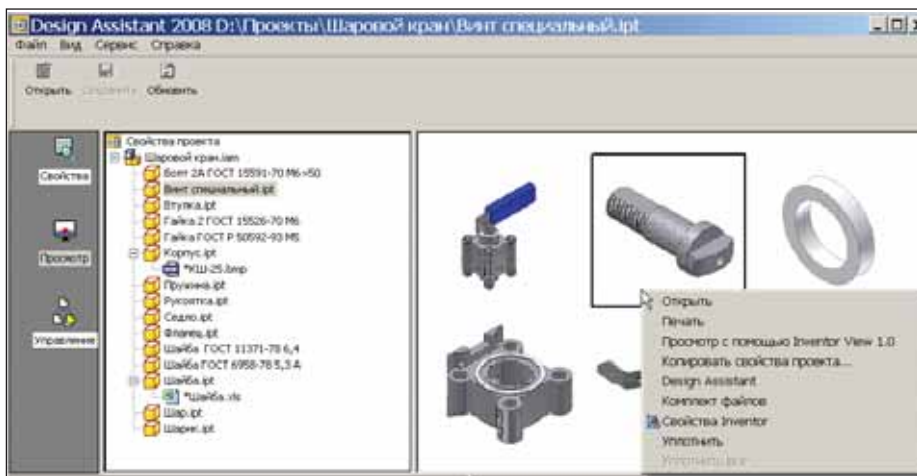 Design Assistant 2008 D:\Проекты\Шаровой кран\Винт специальный.ipt
Файл Вид Сервис Справка
Открыть Сохранить Обновить
Свойства
Просмотр
Управление
Свойства проекта
Шаровой кран.iam
Болт 2А ГОСТ 15591-70 М6×50
Винт специальный.ipt
Втулка.ipt
Гайка 2 ГОСТ 15526-70 М6
Гайка ГОСТ Р 50592-93 М5
Корпус.ipt
*КШ-25.bmp
Пружина.ipt
Рукоятка.ipt
Седло.ipt
Фланец.ipt
Шайба ГОСТ 11371-78 6,4
Шайба ГОСТ 6958-78 5,3 А
Шайба.ipt
*Шайба.xls
Шар.ipt
Шарик.ipt
Открыть
Печать
Просмотр с помощью Inventor View 1.0
Копировать свойства проекта...
Design Assistant
Комплект файлов
Свойства Inventor
Уплотнить
Уплотнить все